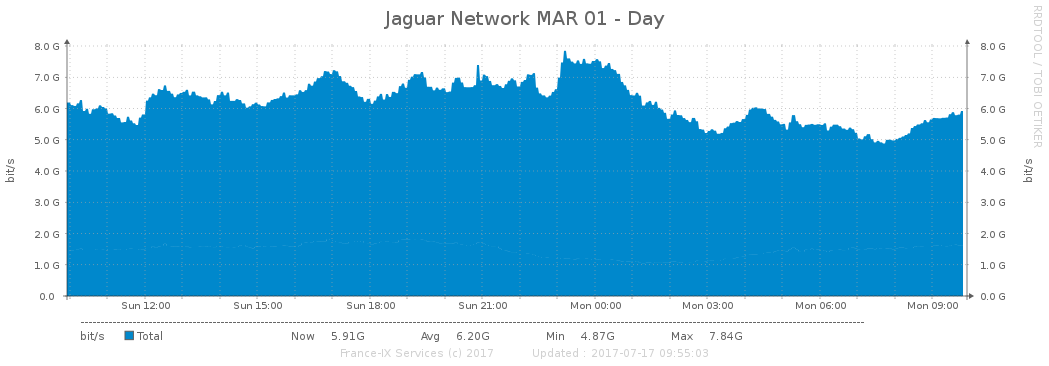 Jaguar Network MAR 01 - Day
RRDTOOL / TOBI OETIKER
bit/s
bit/s
8.0 G 8.0 G
7.0 G 7.0 G
6.0 G 6.0 G
5.0 G 5.0 G
4.0 G 4.0 G
3.0 G 3.0 G
2.0 G 2.0 G
1.0 G 1.0 G
0.0 0.0 G
Sun 12:00 Sun 15:00 Sun 18:00 Sun 21:00 Mon 00:00 Mon 03:00 Mon 06:00 Mon 09:00
bit/s Total Now 5.91G Avg 6.20G Min 4.87G Max 7.84G
France-IX Services (c) 2017 Updated : 2017-07-17 09:55:03